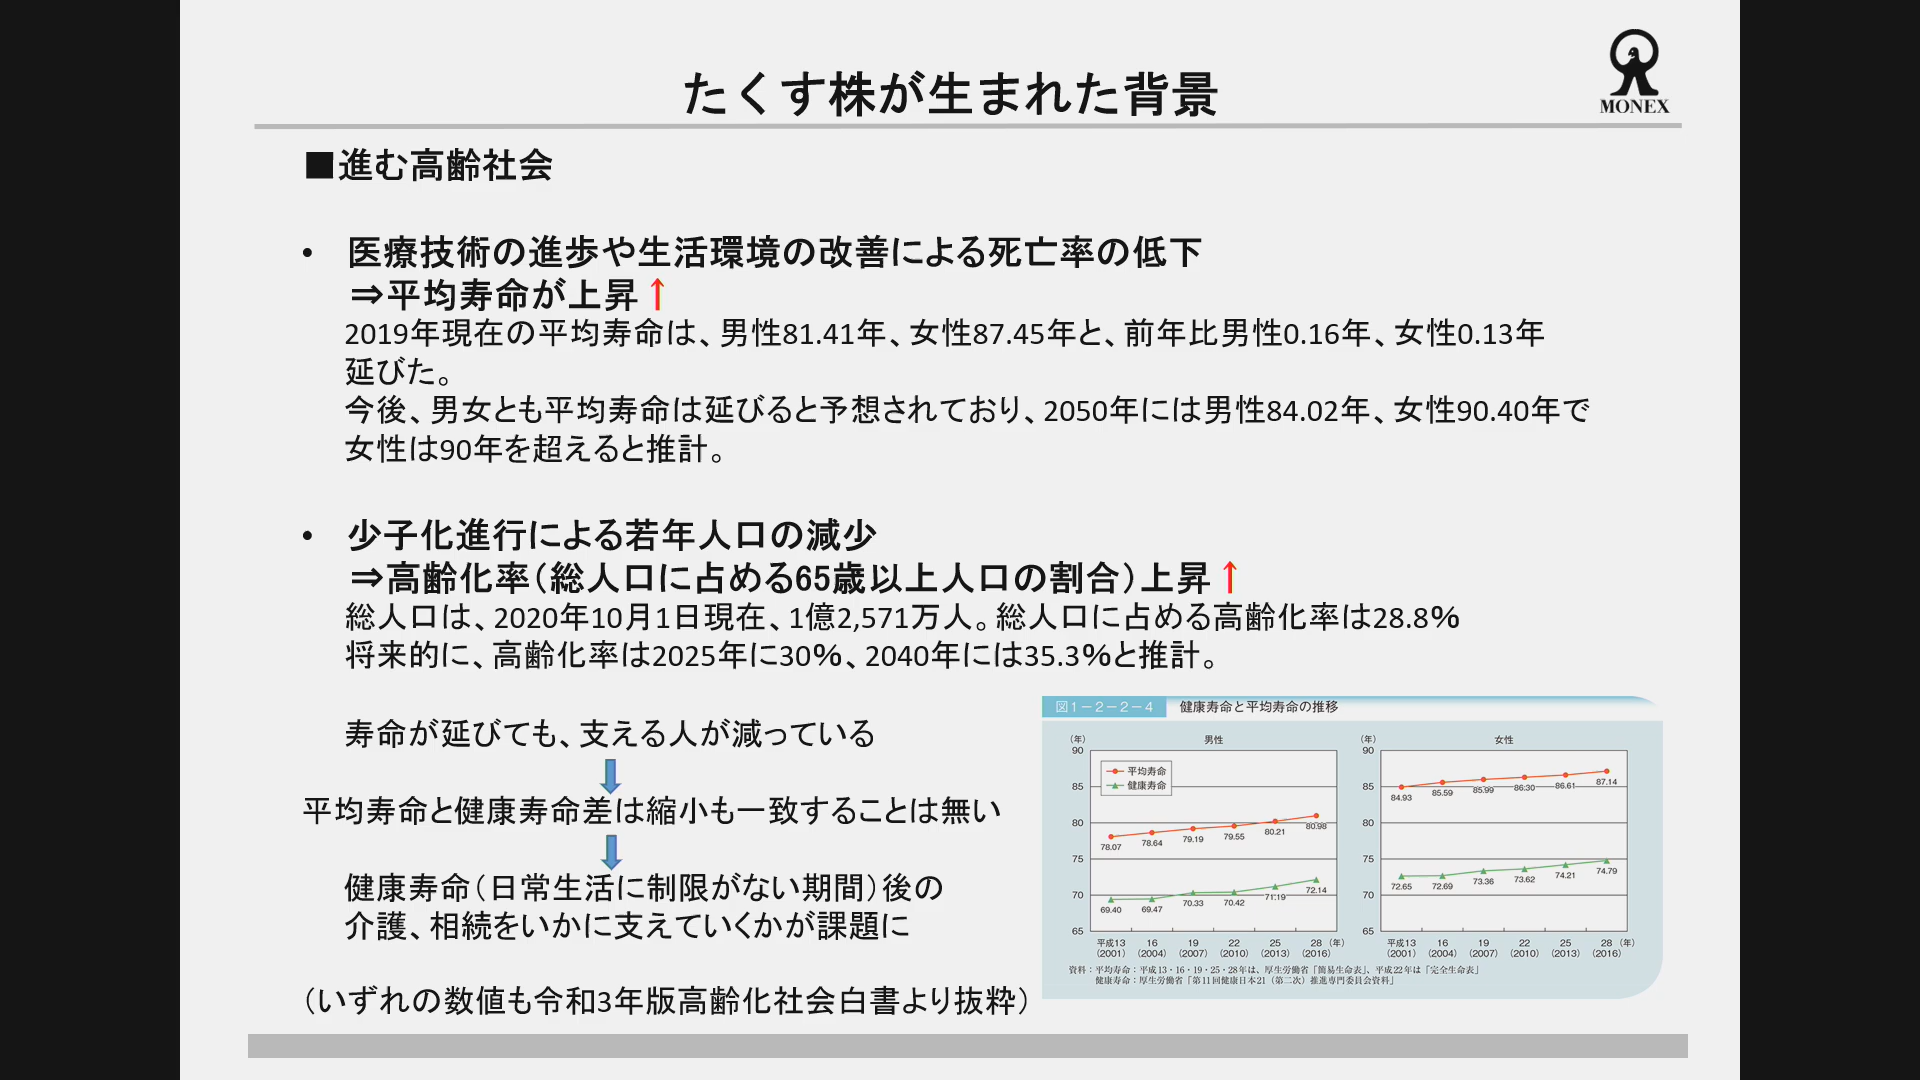 たくす株が生まれた背景
MONEX
■進む高齢社会
• 医療技術の進歩や生活環境の改善による死亡率の低下
⇒平均寿命が上昇↑
2019年現在の平均寿命は、男性81.41年、女性87.45年と、前年比男性0.16年、女性0.13年
延びた。
今後、男女とも平均寿命は延びると予想されており、2050年には男性84.02年、女性90.40年で
女性は90年を超えると推計。
• 少子化進行による若年人口の減少
⇒高齢化率（総人口に占める65歳以上人口の割合）上昇↑
総人口は、2020年10月1日現在、1億2,571万人。総人口に占める高齢化率は28.8％
将来的に、高齢化率は2025年に30％、2040年には35.3％と推計。
寿命が延びても、支える人が減っている
平均寿命と健康寿命差は縮小も一致することは無い
健康寿命（日常生活に制限がない期間）後の
介護、相続をいかに支えていくかが課題に
（いずれの数値も令和3年版高齢化社会白書より抜粋）
図1－2－2－4 健康寿命と平均寿命の推移
（年） 男性
90
85
80
75
70
65
平均寿命
健康寿命
78.07 78.64 79.19 79.55 80.21 80.98
69.40 69.47 70.33 70.42 71.19 72.14
平成13 16 19 22 25 28 （年）
（2001） （2004） （2007） （2010） （2013） （2016）
（年） 女性
90
85
80
75
70
65
84.93 85.59 85.99 86.30 86.61 87.14
72.65 72.69 73.36 73.62 74.21 74.79
平成13 16 19 22 25 28 （年）
（2001） （2004） （2007） （2010） （2013） （2016）
資料：平均寿命：平成13・16・19・25・28年は、厚生労働省「簡易生命表」、平成22年は「完全生命表」
健康寿命：厚生労働省「第11回健康日本21（第二次）推進専門委員会資料」